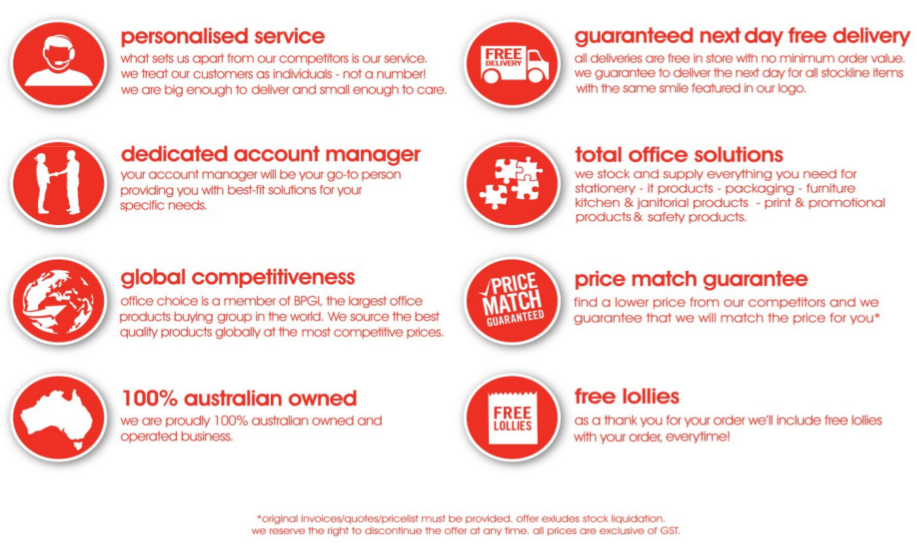 personalised service
what sets us apart from our competitors is our service.
we treat our customers as individuals - not a number!
we are big enough to deliver and small enough to care.
FREE
DELIVERY
guaranteed next day free delivery
all deliveries are free in store with no minimum order value.
we guarantee to deliver the next day for all stockline items
with the same smile featured in our logo.
dedicated account manager
your account manager will be your go-to person
providing you with best-fit solutions for your
specific needs.
total office solutions
we stock and supply everything you need for
stationery - it products - packaging - furniture
kitchen & janitorial products - print & promotional
products & safety products.
global competitiveness
office choice is a member of BPGI, the largest office
products buying group in the world. We source the best
quality products globally at the most competitive prices.
PRICE
MATCH
GUARANTEED
price match guarantee
find a lower price from our competitors and we
guarantee that we will match the price for you*
100% australian owned
we are proudly 100% australian owned and
operated business.
FREE
LOLLIES
free lollies
as a thank you for your order we'll include free lollies
with your order, everytime!
*original invoices/quotes/pricelist must be provided. offer exludes stock liquidation.
we reserve the right to discontinue the offer at any time. all prices are exclusive of GST.